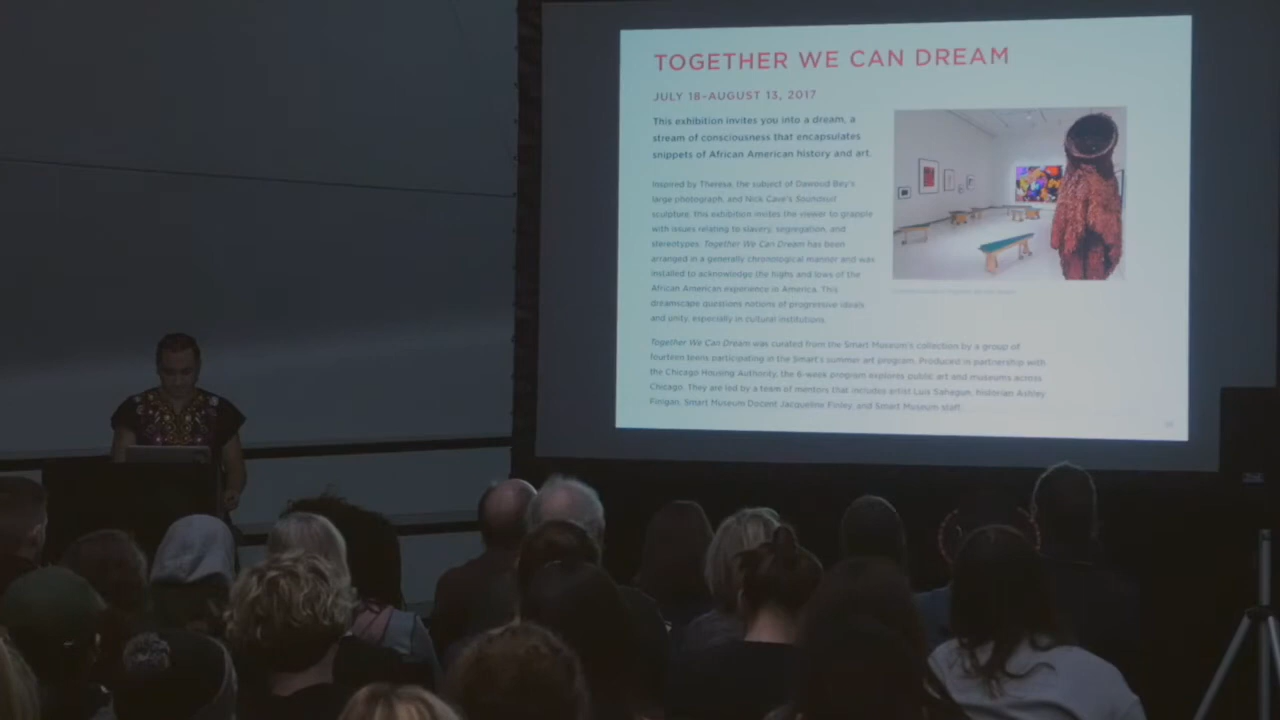 TOGETHER WE CAN DREAM
JULY 18–AUGUST 13, 2017
This exhibition invites you into a dream, a
stream of consciousness that encapsulates
snippets of African American history and art.
Inspired by Theresa, the subject of Dawoud Bey's
large photograph, and Nick Cave's Soundsuit
sculpture, this exhibition invites the viewer to grapple
with issues relating to slavery, segregation, and
stereotypes. Together We Can Dream has been
arranged in a generally chronological manner and was
installed to acknowledge the highs and lows of the
African American experience in America. This
dreamscape questions notions of progressive ideals
and unity, especially in cultural institutions.
Together We Can Dream was curated from the Smart Museum's collection by a group of
fourteen teens participating in the Smart's summer art program. Produced in partnership with
the Chicago Housing Authority, the 6-week program explores public art and museums across
Chicago. They are led by a team of mentors that includes artist Luis Sahagun, historian Ashley
Finigan, Smart Museum Docent Jacqueline Finley, and Smart Museum staff.